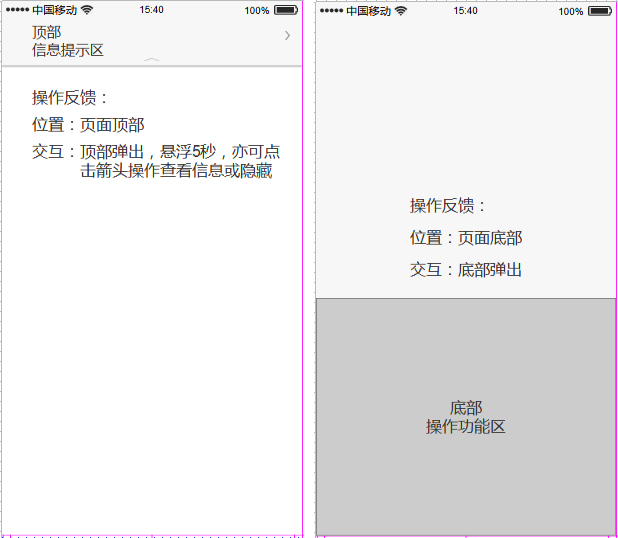 中国移动 15:40 100%
顶部
信息提示区
操作反馈：
位置：页面顶部
交互：顶部弹出，悬浮5秒，亦可点
击箭头操作查看信息或隐藏
中国移动 15:40 100%
操作反馈：
位置：页面底部
交互：底部弹出
底部
操作功能区